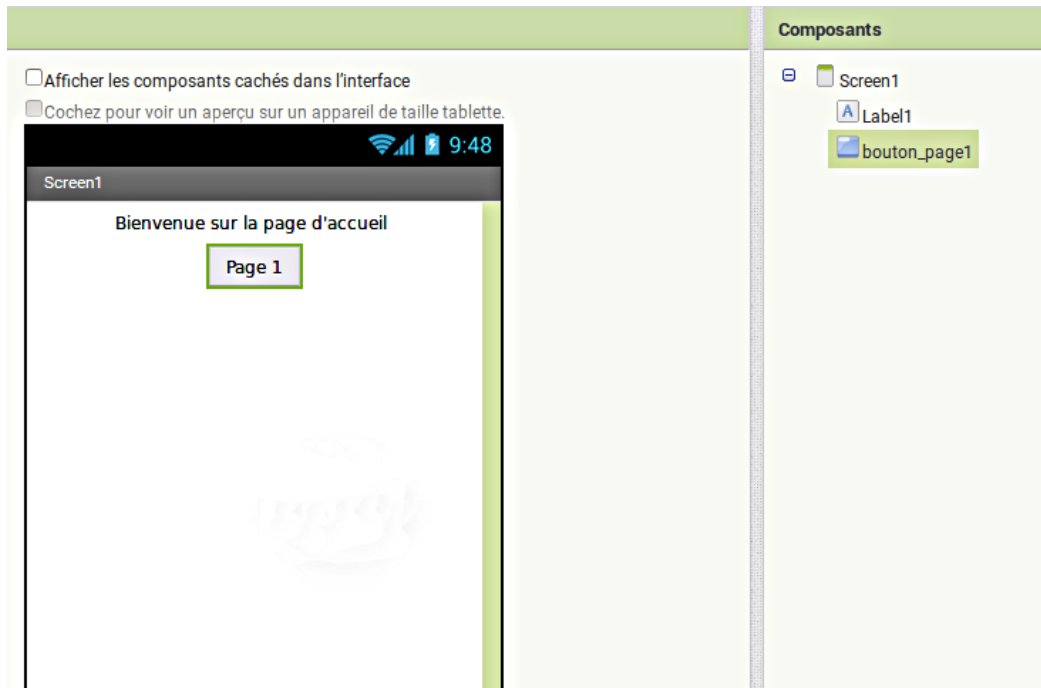 Composants
Afficher les composants cachés dans l'interface
Cochez pour voir un aperçu sur un appareil de taille tablette.
9:48
Screen1
Bienvenue sur la page d'accueil
Page 1
Screen1
A Label1
bouton_page1